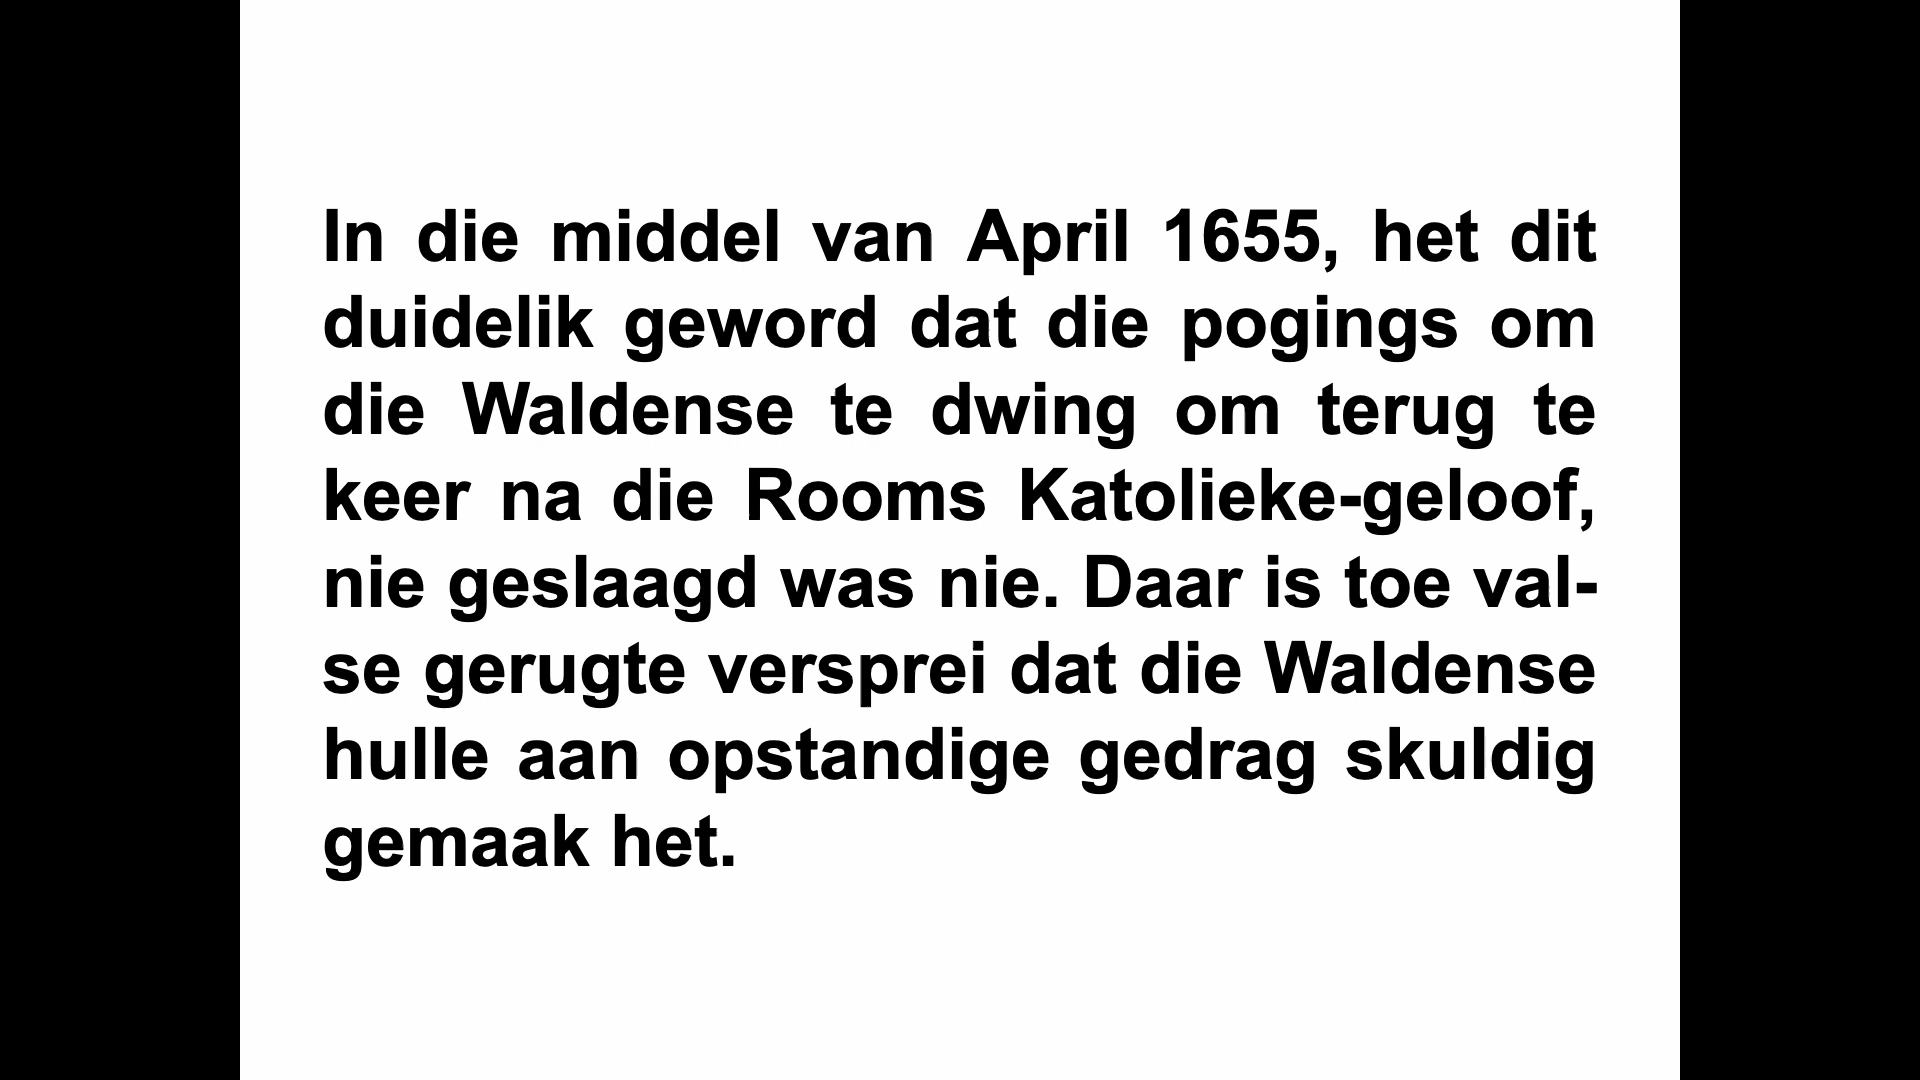 In die middel van April 1655, het dit
duidelik geword dat die pogings om
die Waldense te dwing om terug te
keer na die Rooms Katolieke-geloof,
nie geslaagd was nie. Daar is toe val-
se gerugte versprei dat die Waldense
hulle aan opstandige gedrag skuldig
gemaak het.